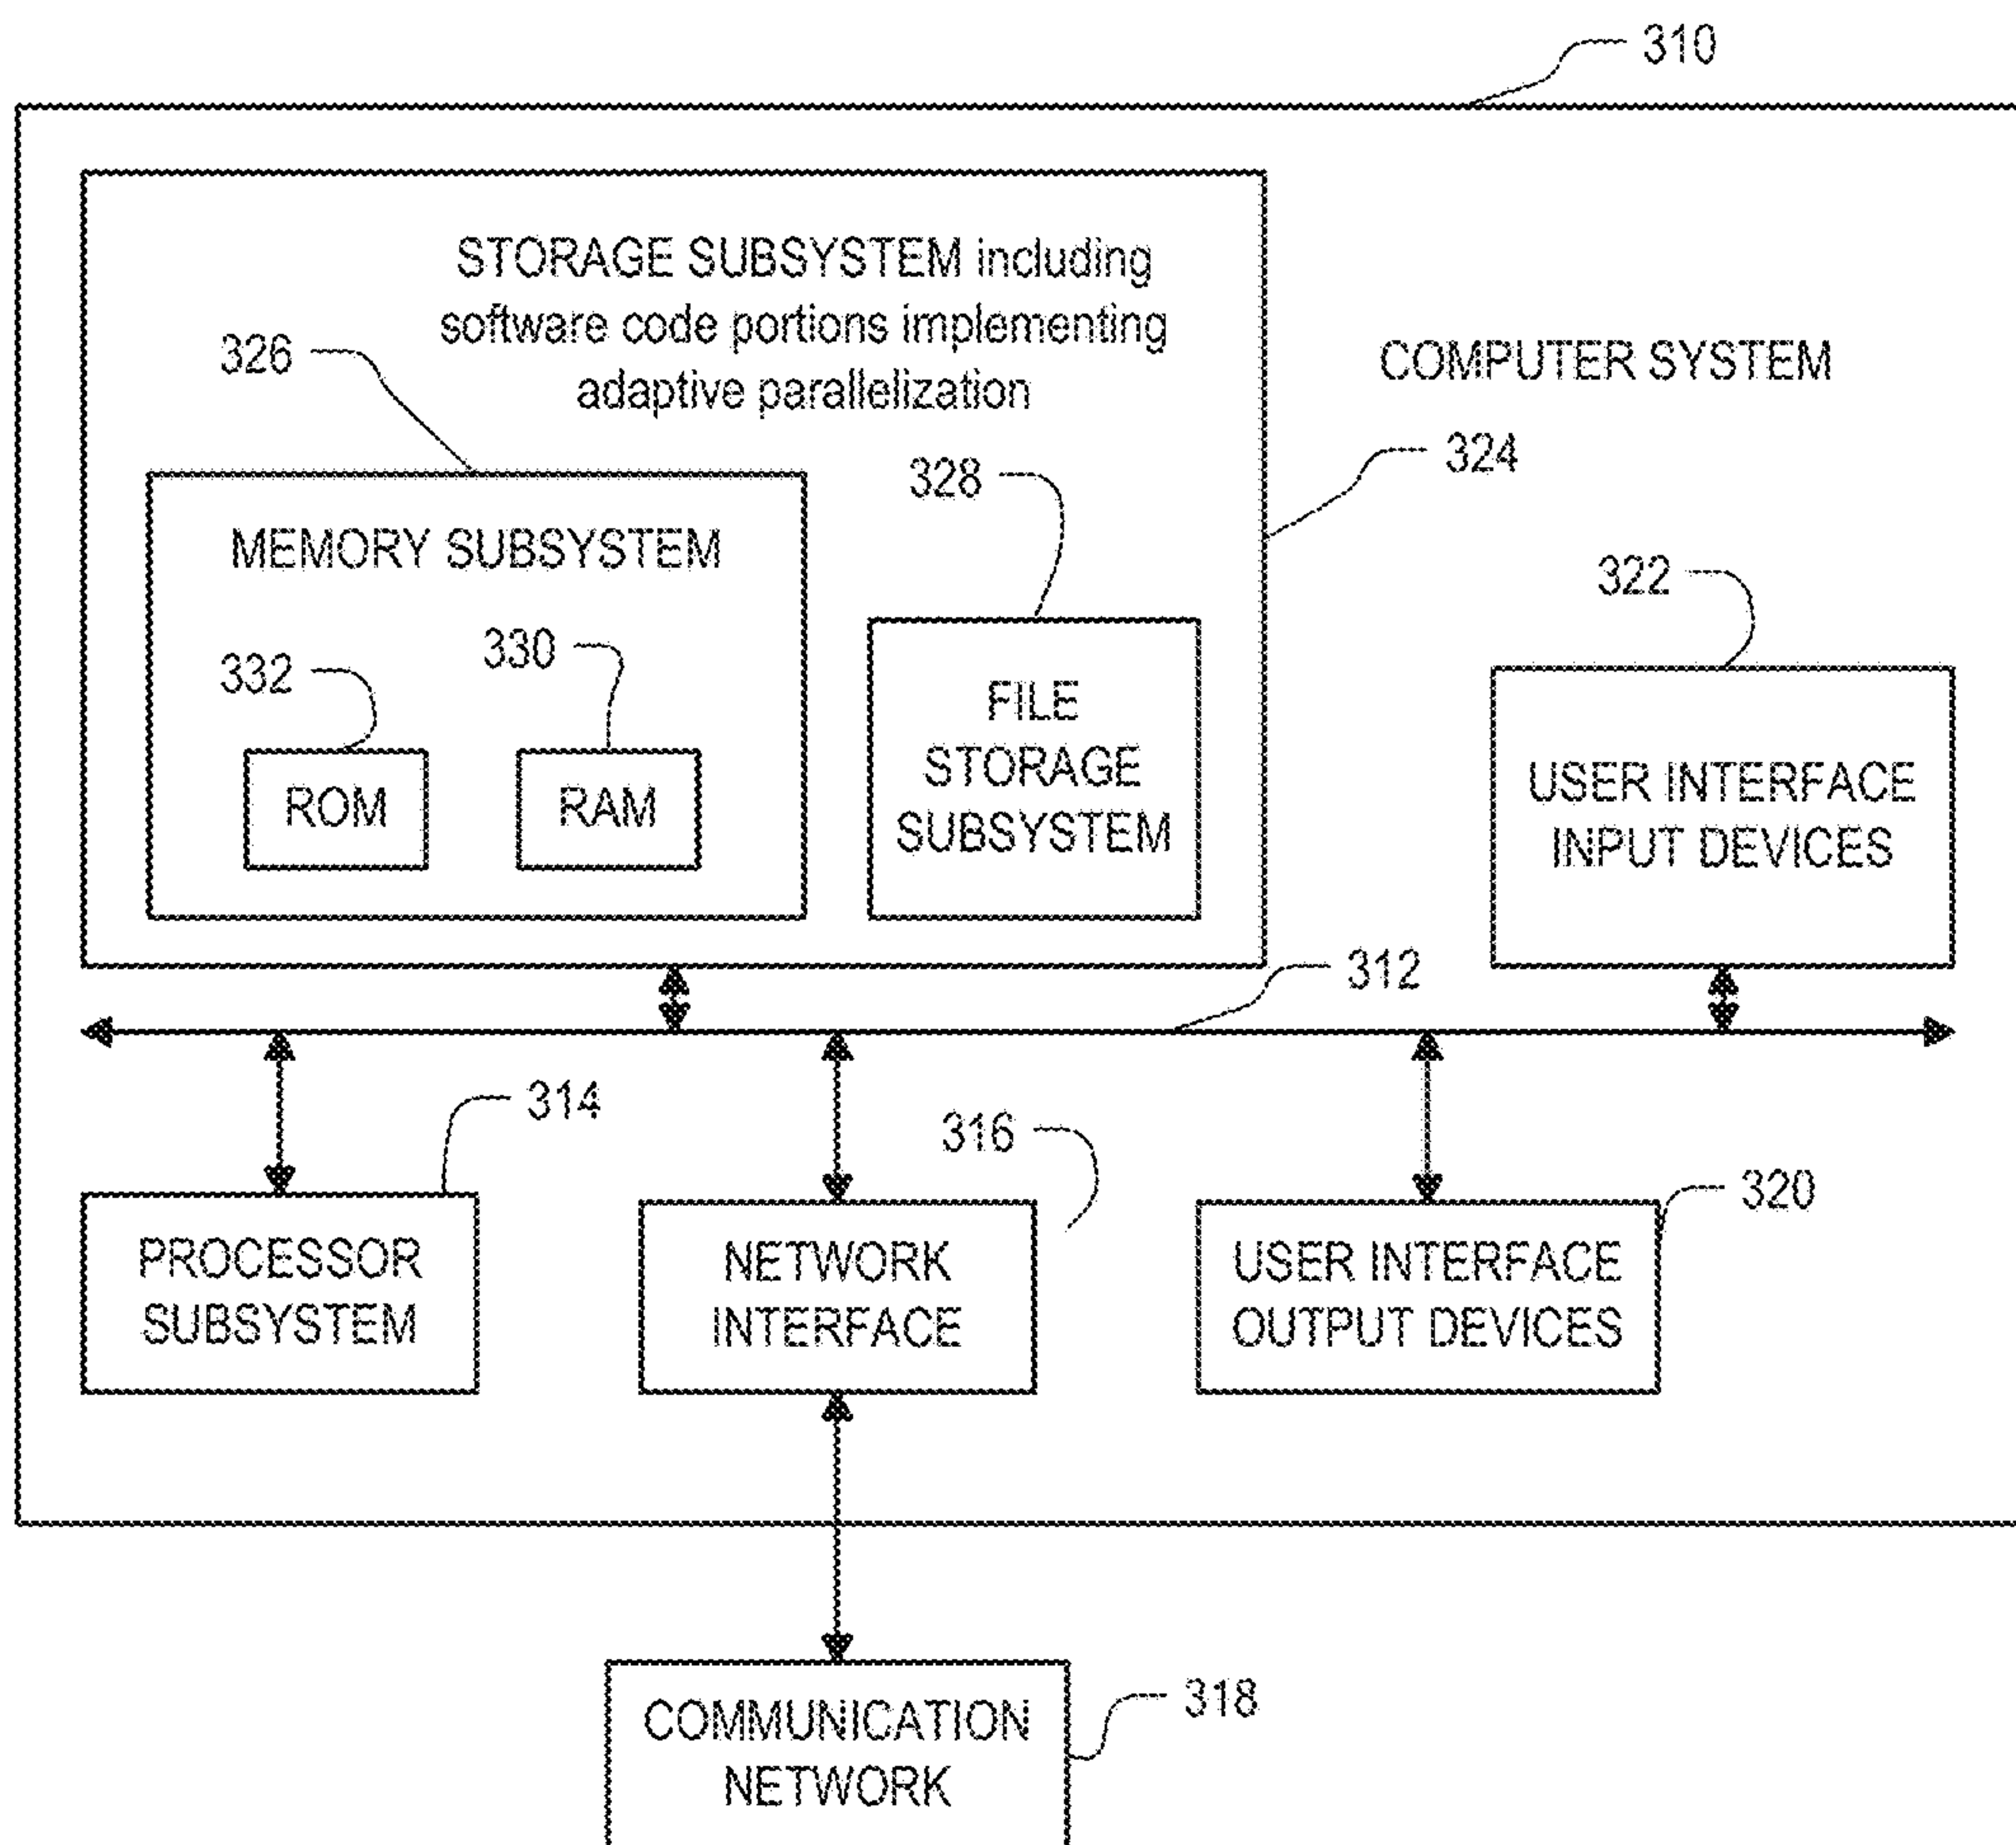 310
STORAGE SUBSYSTEM including
software code portions implementing
adaptive parallelization
326
COMPUTER SYSTEM
324
328
MEMORY SUBSYSTEM
322
330
332
FILE
STORAGE
SUBSYSTEM
ROM
RAM
USER INTERFACE
INPUT DEVICES
312
314
316
320
PROCESSOR
SUBSYSTEM
NETWORK
INTERFACE
USER INTERFACE
OUTPUT DEVICES
318
COMMUNICATION
NETWORK